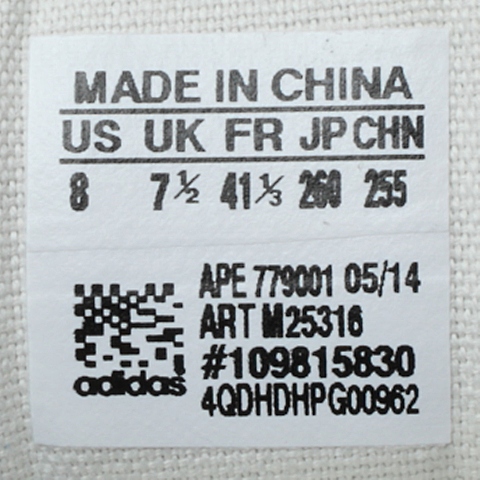 MADE IN CHINA
US UK FR JP CHN
8 7½ 41⅓ 260 255
APE 779001 05/14
ART M25316
#109815830
adidas
4QDHDHPG00962